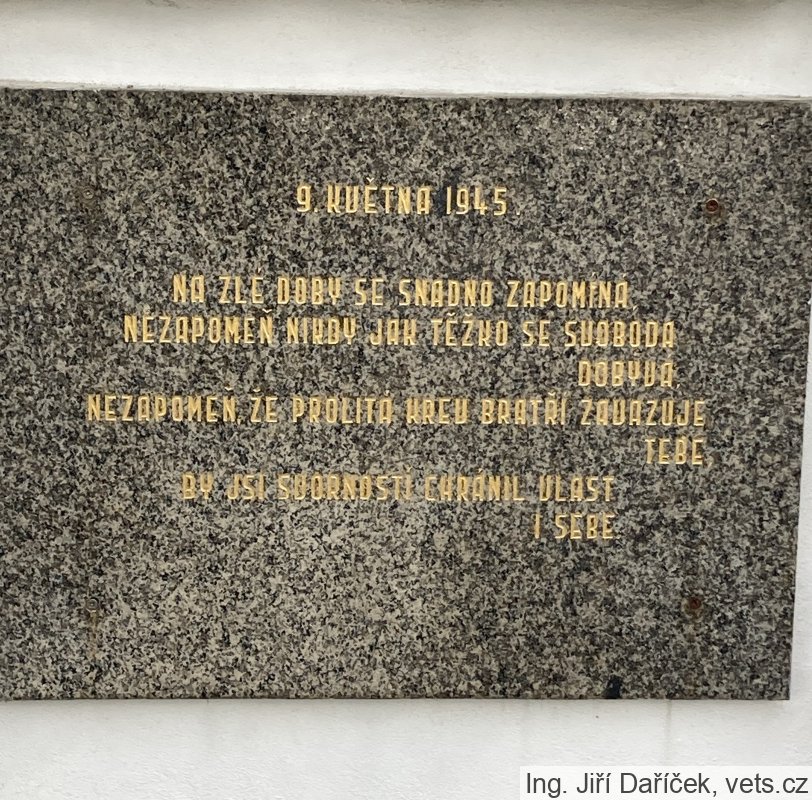 9. KVĚTNA 1945.
NA ZLÉ DOBY SE SNADNO ZAPOMÍNÁ,
NEZAPOMEŇ NIKDY JAK TĚŽKO SE SVOBODA
DOBÝVÁ,
NEZAPOMEŇ, ŽE PROLITÁ KREV BRATŘÍ ZAVAZUJE
TEBE,
BY JSI SVORNOSTÍ CHRÁNIL VLAST
I SEBE.
Ing. Jiří Daříček, vets.cz